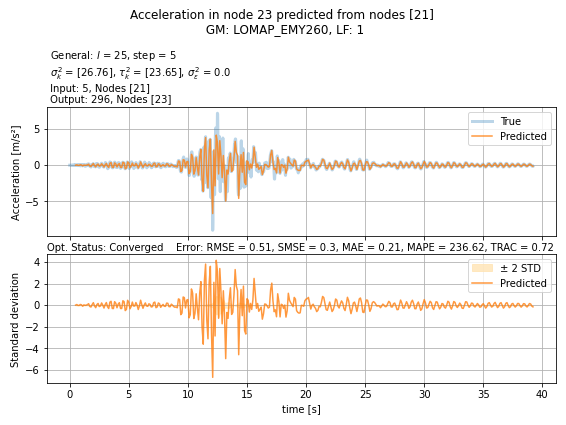 Acceleration in node 23 predicted from nodes [21]
GM: LOMAP_EMY260, LF: 1
General: l = 25, step = 5
σ²ₖ = [26.76], τ²ₖ = [23.65], σ²ε = 0.0
Input: 5, Nodes [21]
Output: 296, Nodes [23]
True
Predicted
Acceleration [m/s²]
5
0
−5
Opt. Status: Converged    Error: RMSE = 0.51, SMSE = 0.3, MAE = 0.21, MAPE = 236.62, TRAC = 0.72
± 2 STD
Predicted
Standard deviation
4
2
0
−2
−4
−6
0 5 10 15 20 25 30 35 40
time [s]